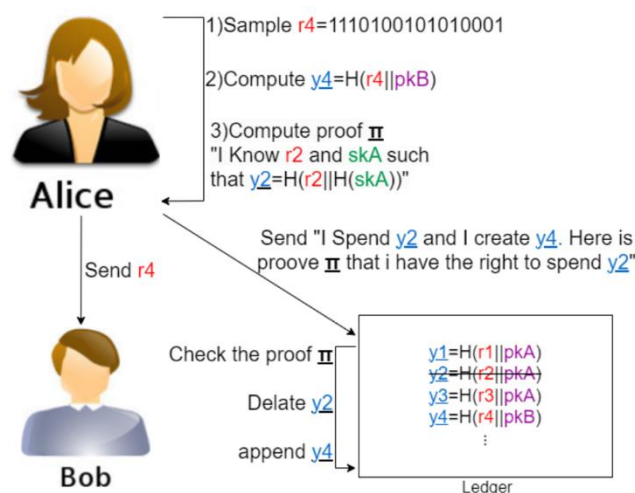 1)Sample r4=1110100101010001
2)Compute y4=H(r4||pkB)
3)Compute proof π
"I Know r2 and skA such
that y2=H(r2||H(skA))"
Alice
Send r4
Send "I Spend y2 and I create y4. Here is
proove π that i have the right to spend y2"
Check the proof π
Delate y2
append y4
y1=H(r1||pkA)
y2=H(r2||pkA)
y3=H(r3||pkA)
y4=H(r4||pkB)
⋮
Ledger
Bob